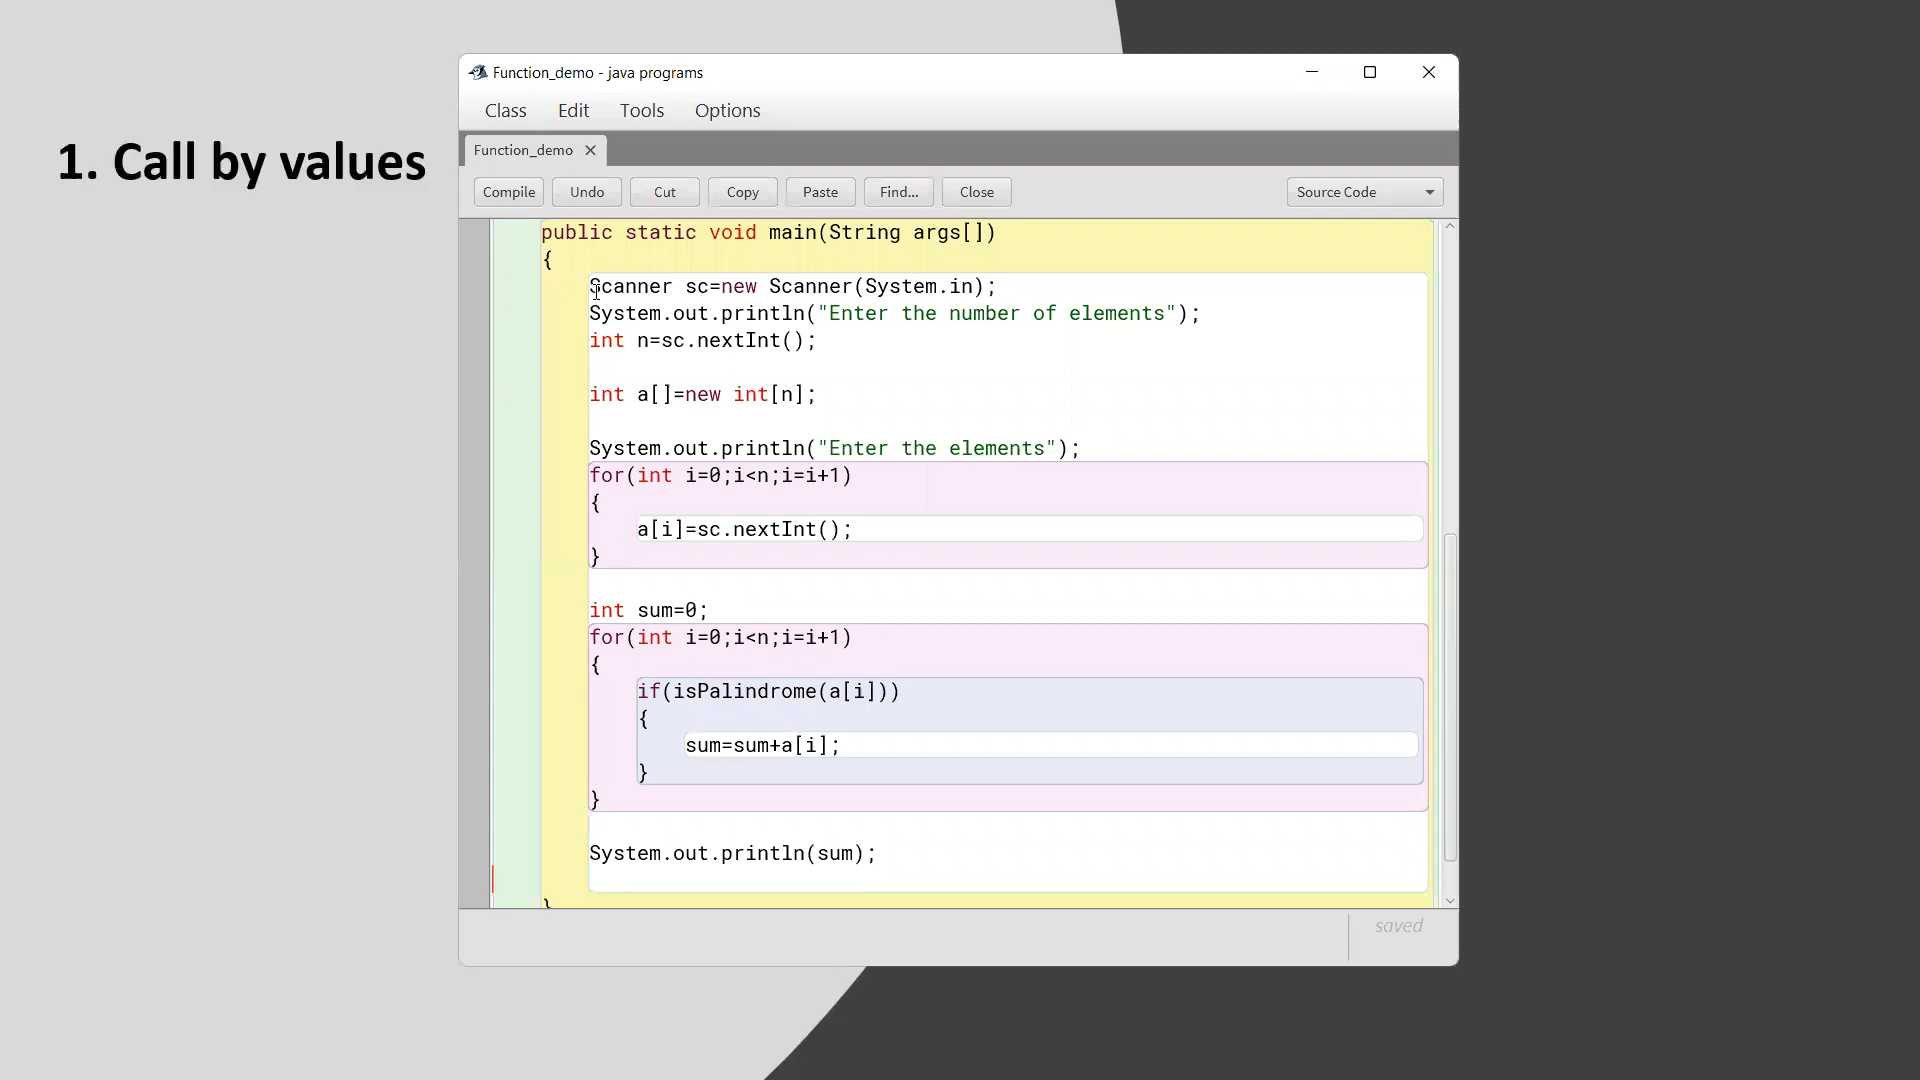 1. Call by values
Function_demo - java programs
Class Edit Tools Options
Function_demo
Compile Undo Cut Copy Paste Find... Close Source Code
public static void main(String args[])
{
Scanner sc=new Scanner(System.in);
System.out.println("Enter the number of elements");
int n=sc.nextInt();
int a[]=new int[n];
System.out.println("Enter the elements");
for(int i=0;i<n;i=i+1)
{
a[i]=sc.nextInt();
}
int sum=0;
for(int i=0;i<n;i=i+1)
{
if(isPalindrome(a[i]))
{
sum=sum+a[i];
}
}
System.out.println(sum);
}
saved